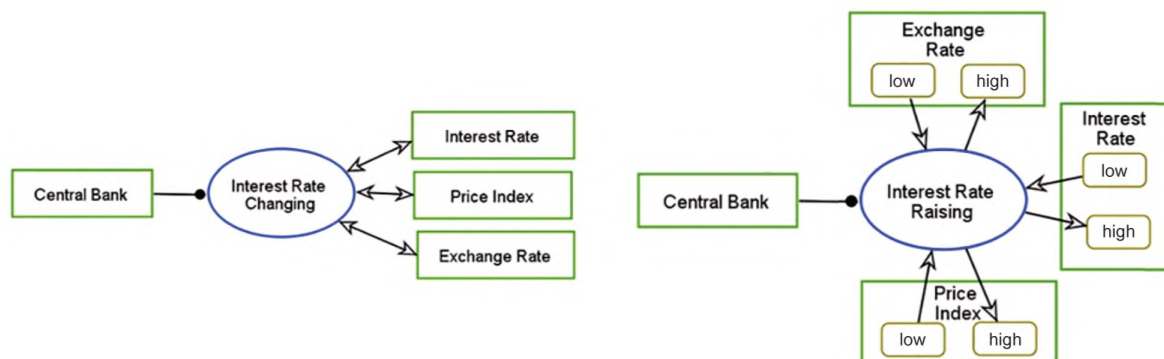 Central Bank
Interest Rate
Changing
Interest Rate
Price Index
Exchange Rate
Exchange
Rate
low
high
Central Bank
Interest Rate
Raising
Interest
Rate
low
high
Price
Index
low
high